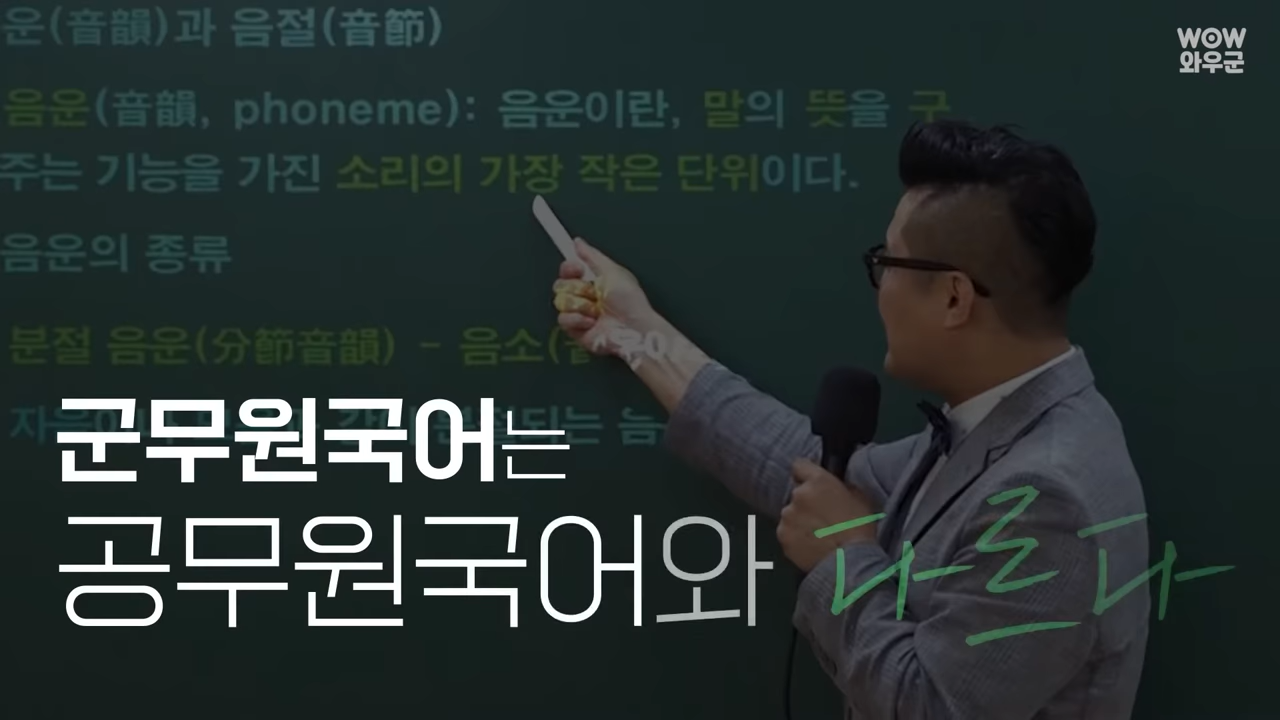 운(音韻)과 음절(音節)
WOW
와우군
음운(音韻, phoneme): 음운이란, 말의 뜻을 구
주는 기능을 가진 소리의 가장 작은 단위이다.
음운의 종류
분절 음운(分節音韻) - 음소(
되는
군무원국어는
공무원국어와 다르다